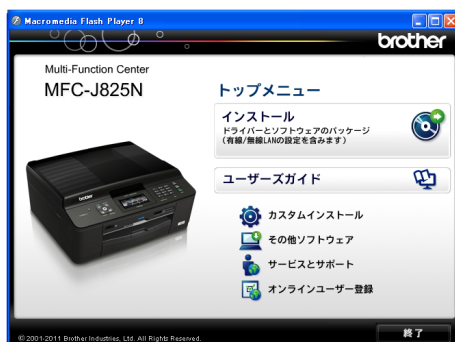 Macromedia Flash Player 8
brother
Multi-Function Center
MFC-J825N
トップメニュー
インストール
ドライバーとソフトウェアのパッケージ
(有線/無線LANの設定を含みます)
ユーザーズガイド
カスタムインストール
その他ソフトウェア
サービスとサポート
オンラインユーザー登録
© 2001-2011 Brother Industries, Ltd. All Rights Reserved.
終了